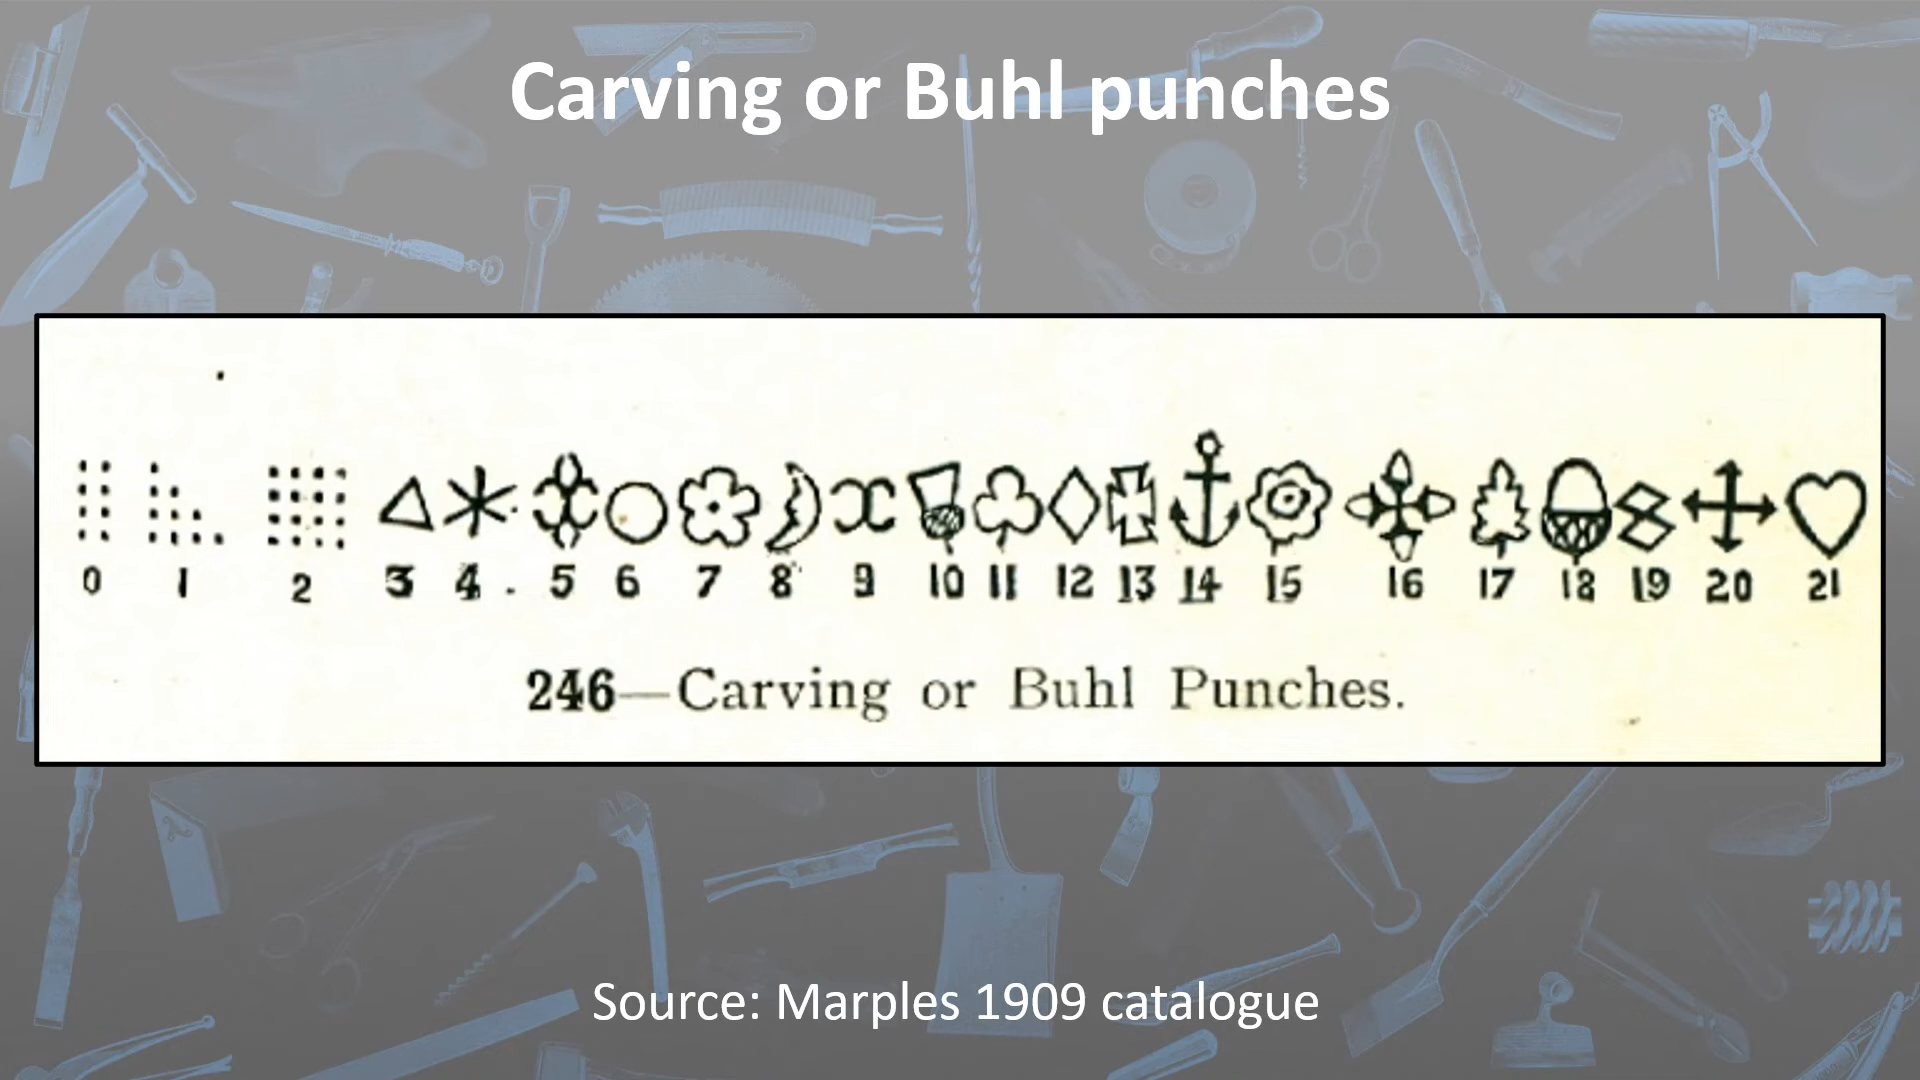 Carving or Buhl punches
0 1 2 3 4 . 5 6 7 8 9 10 11 12 13 14 15 16 17 18 19 20 21
246—Carving or Buhl Punches.
Source: Marples 1909 catalogue